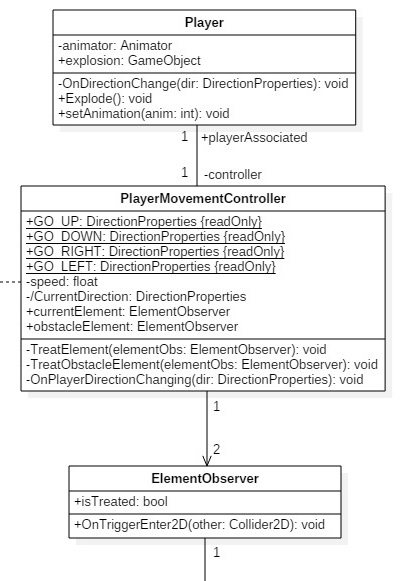 Player
-animator: Animator
+explosion: GameObject
-OnDirectionChange(dir: DirectionProperties): void
+Explode(): void
+setAnimation(anim: int): void
1
+playerAssociated
1
-controller
PlayerMovementController
+GO_UP: DirectionProperties {readOnly}
+GO_DOWN: DirectionProperties {readOnly}
+GO_RIGHT: DirectionProperties {readOnly}
+GO_LEFT: DirectionProperties {readOnly}
-speed: float
-/CurrentDirection: DirectionProperties
+currentElement: ElementObserver
+obstacleElement: ElementObserver
-TreatElement(elementObs: ElementObserver): void
-TreatObstacleElement(elementObs: ElementObserver): void
-OnPlayerDirectionChanging(dir: DirectionProperties): void
1
2
ElementObserver
+isTreated: bool
+OnTriggerEnter2D(other: Collider2D): void
1